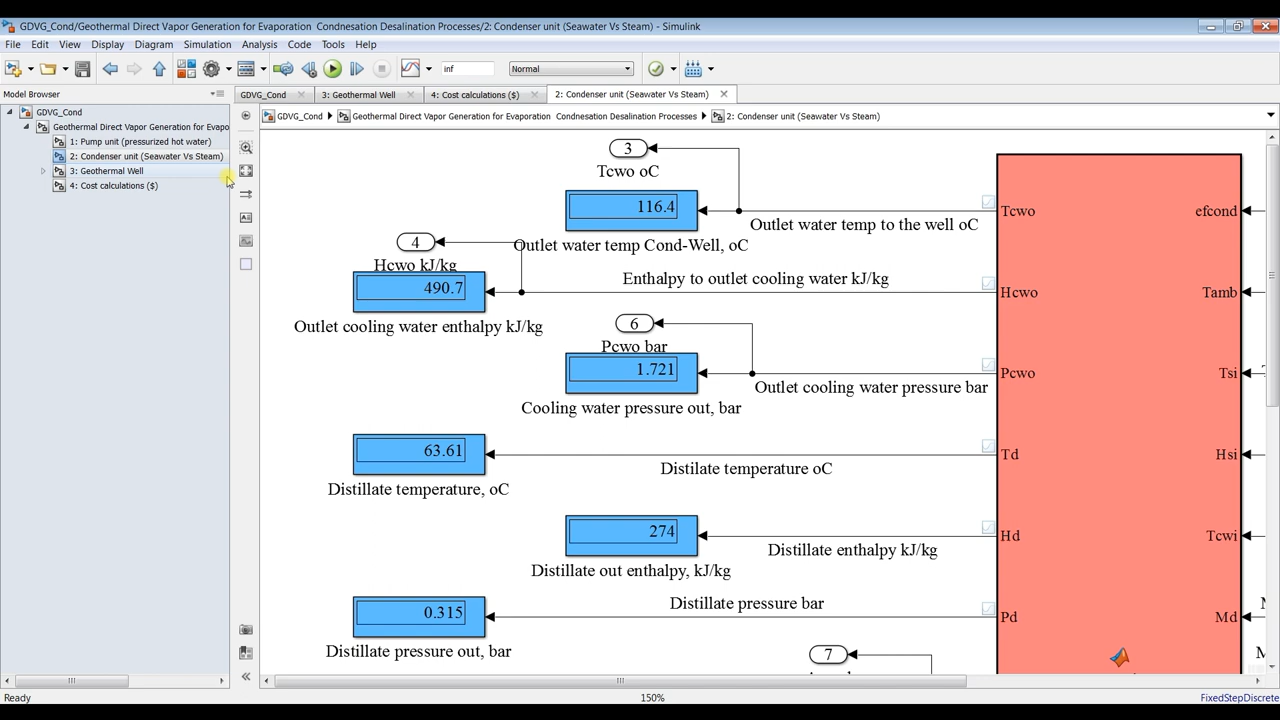 GDVG_Cond/Geothermal Direct Vapor Generation for Evaporation  Condnesation Desalination Processes/2: Condenser unit (Seawater Vs Steam) - Simulink
File Edit View Display Diagram Simulation Analysis Code Tools Help
inf Normal
Model Browser
GDVG_Cond 3: Geothermal Well 4: Cost calculations ($) 2: Condenser unit (Seawater Vs Steam)
GDVG_Cond Geothermal Direct Vapor Generation for Evaporation  Condnesation Desalination Processes 2: Condenser unit (Seawater Vs Steam)
GDVG_Cond
Geothermal Direct Vapor Generation for Evapo
1: Pump unit (pressurized hot water)
2: Condenser unit (Seawater Vs Steam)
3: Geothermal Well
4: Cost calculations ($)
3
Tcwo oC
116.4
Outlet water temp to the well oC
Outlet water temp Cond-Well, oC
Tcwo efcond
4
Hcwo kJ/kg
490.7
Enthalpy to outlet cooling water kJ/kg
Outlet cooling water enthalpy kJ/kg
Hcwo Tamb
6
Pcwo bar
1.721
Outlet cooling water pressure bar
Cooling water pressure out, bar
Pcwo Tsi
63.61
Distilate temperature oC
Distillate temperature, oC
Td Hsi
274
Distillate enthalpy kJ/kg
Distillate out enthalpy, kJ/kg
Hd Tcwi
0.315
Distillate pressure bar
Distillate pressure out, bar
Pd Md
7
Ready 150% FixedStepDiscrete